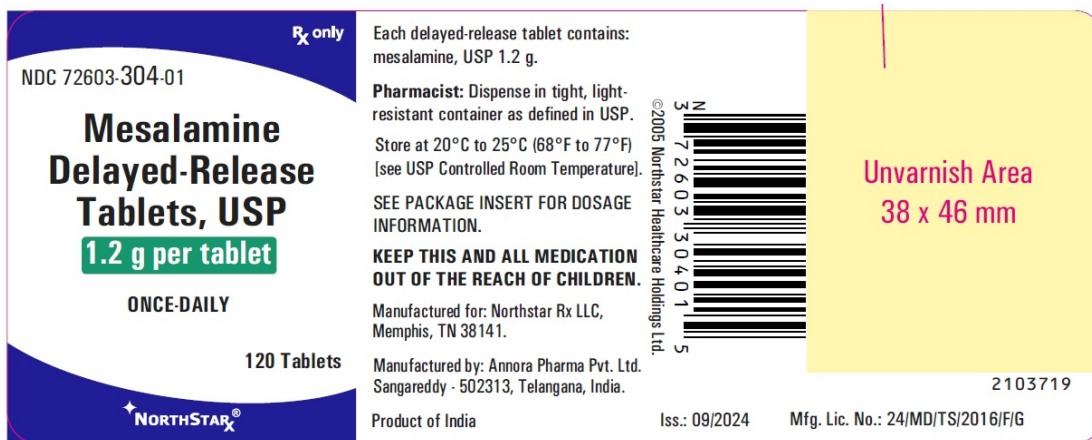 Rx only
NDC 72603-304-01
Mesalamine
Delayed-Release
Tablets, USP
1.2 g per tablet
ONCE-DAILY
120 Tablets
NORTHSTARx®
Each delayed-release tablet contains:
mesalamine, USP 1.2 g.
Pharmacist: Dispense in tight, light-
resistant container as defined in USP.
Store at 20°C to 25°C (68°F to 77°F)
[see USP Controlled Room Temperature].
SEE PACKAGE INSERT FOR DOSAGE
INFORMATION.
KEEP THIS AND ALL MEDICATION
OUT OF THE REACH OF CHILDREN.
Manufactured for: Northstar Rx LLC,
Memphis, TN 38141.
Manufactured by: Annora Pharma Pvt. Ltd.
Sangareddy - 502313, Telangana, India.
Product of India
©2005 Northstar Healthcare Holdings Ltd.
N
3 72603 30401 5
Iss.: 09/2024
Mfg. Lic. No.: 24/MD/TS/2016/F/G
Unvarnish Area
38 x 46 mm
2103719